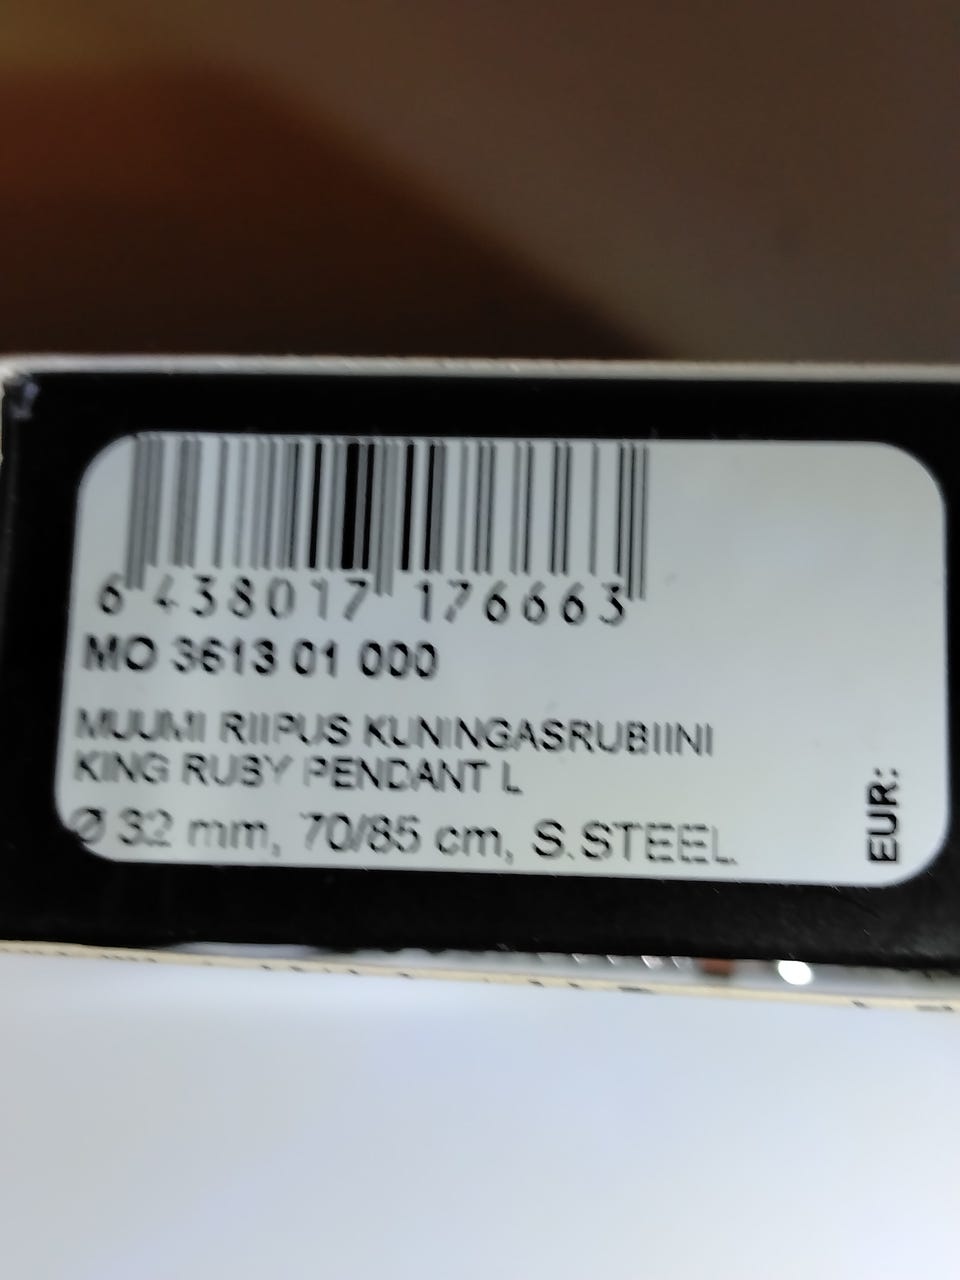 6 438017 176663
MO 3613 01 000
MUUMI RIIPUS KUNINGASRUBIINI
KING RUBY PENDANT L
Ø 32 mm, 70/85 cm, S.STEEL
EUR: